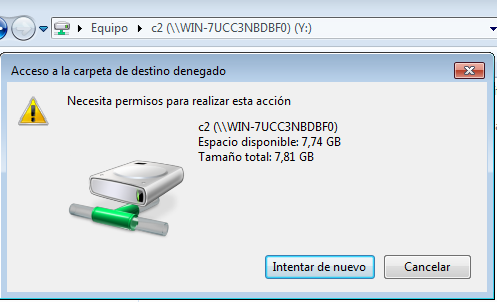 Equipo c2 (\\WIN-7UCC3NBDBF0) (Y:)
Acceso a la carpeta de destino denegado
Necesita permisos para realizar esta acción
c2 (\\WIN-7UCC3NBDBF0)
Espacio disponible: 7,74 GB
Tamaño total: 7,81 GB
Intentar de nuevo Cancelar